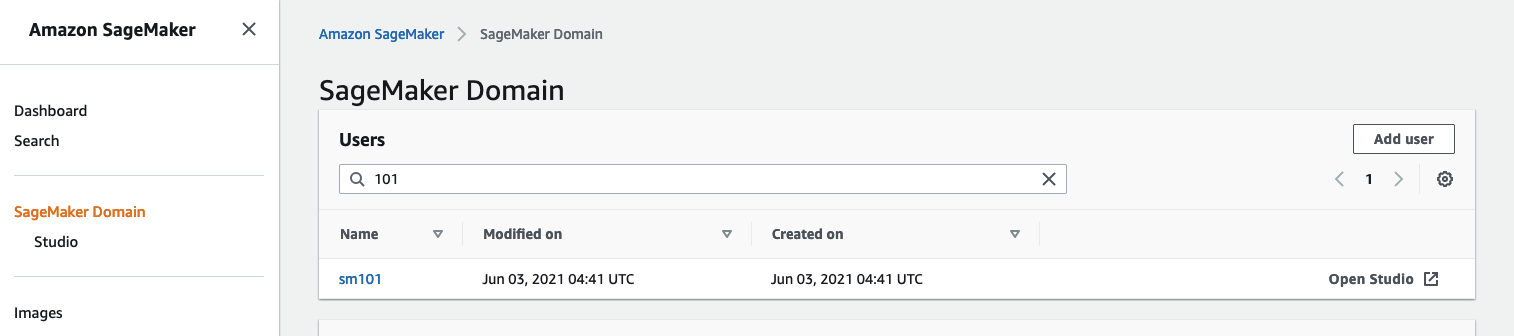 Amazon SageMaker
Dashboard
Search
SageMaker Domain
Studio
Images
Amazon SageMaker SageMaker Domain
SageMaker Domain
Users
Add user
101
1
Name Modified on Created on
sm101 Jun 03, 2021 04:41 UTC Jun 03, 2021 04:41 UTC Open Studio